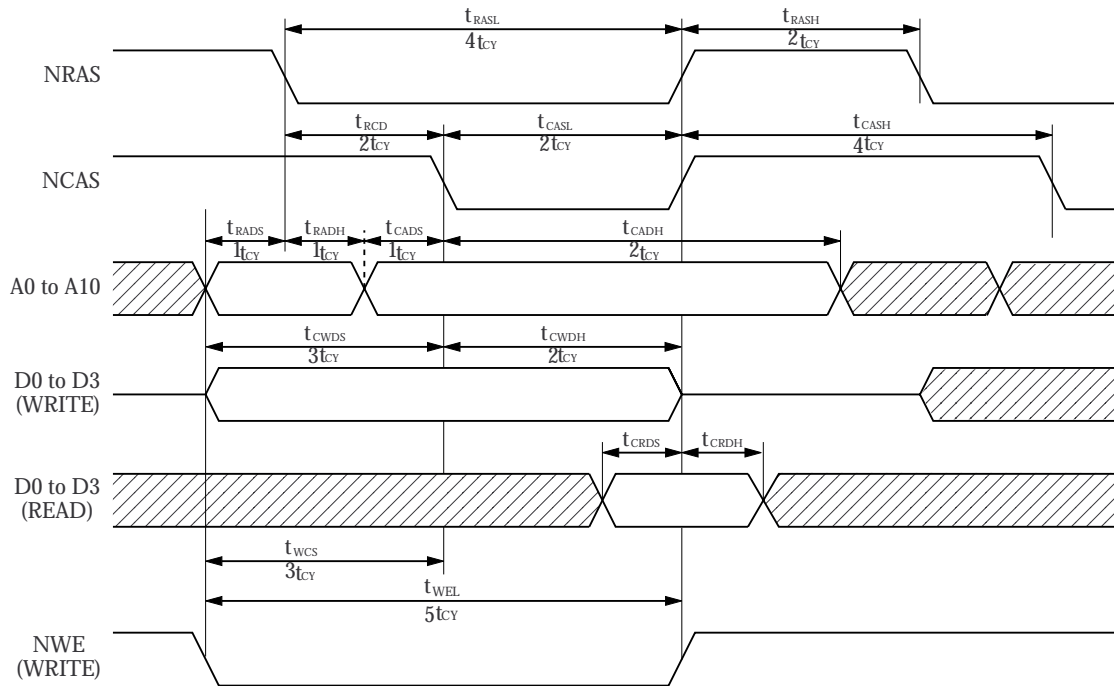 tRASL
tRASH
4tCY
2tCY
NRAS
tRCD
tCASL
tCASH
2tCY
2tCY
4tCY
NCAS
tRADS
tRADH
tCADS
tCADH
1tCY
1tCY
1tCY
2tCY
A0 to A10
tCWDS
tCWDH
3tCY
2tCY
D0 to D3
(WRITE)
tCRDS
tCRDH
D0 to D3
(READ)
tWCS
3tCY
tWEL
5tCY
NWE
(WRITE)